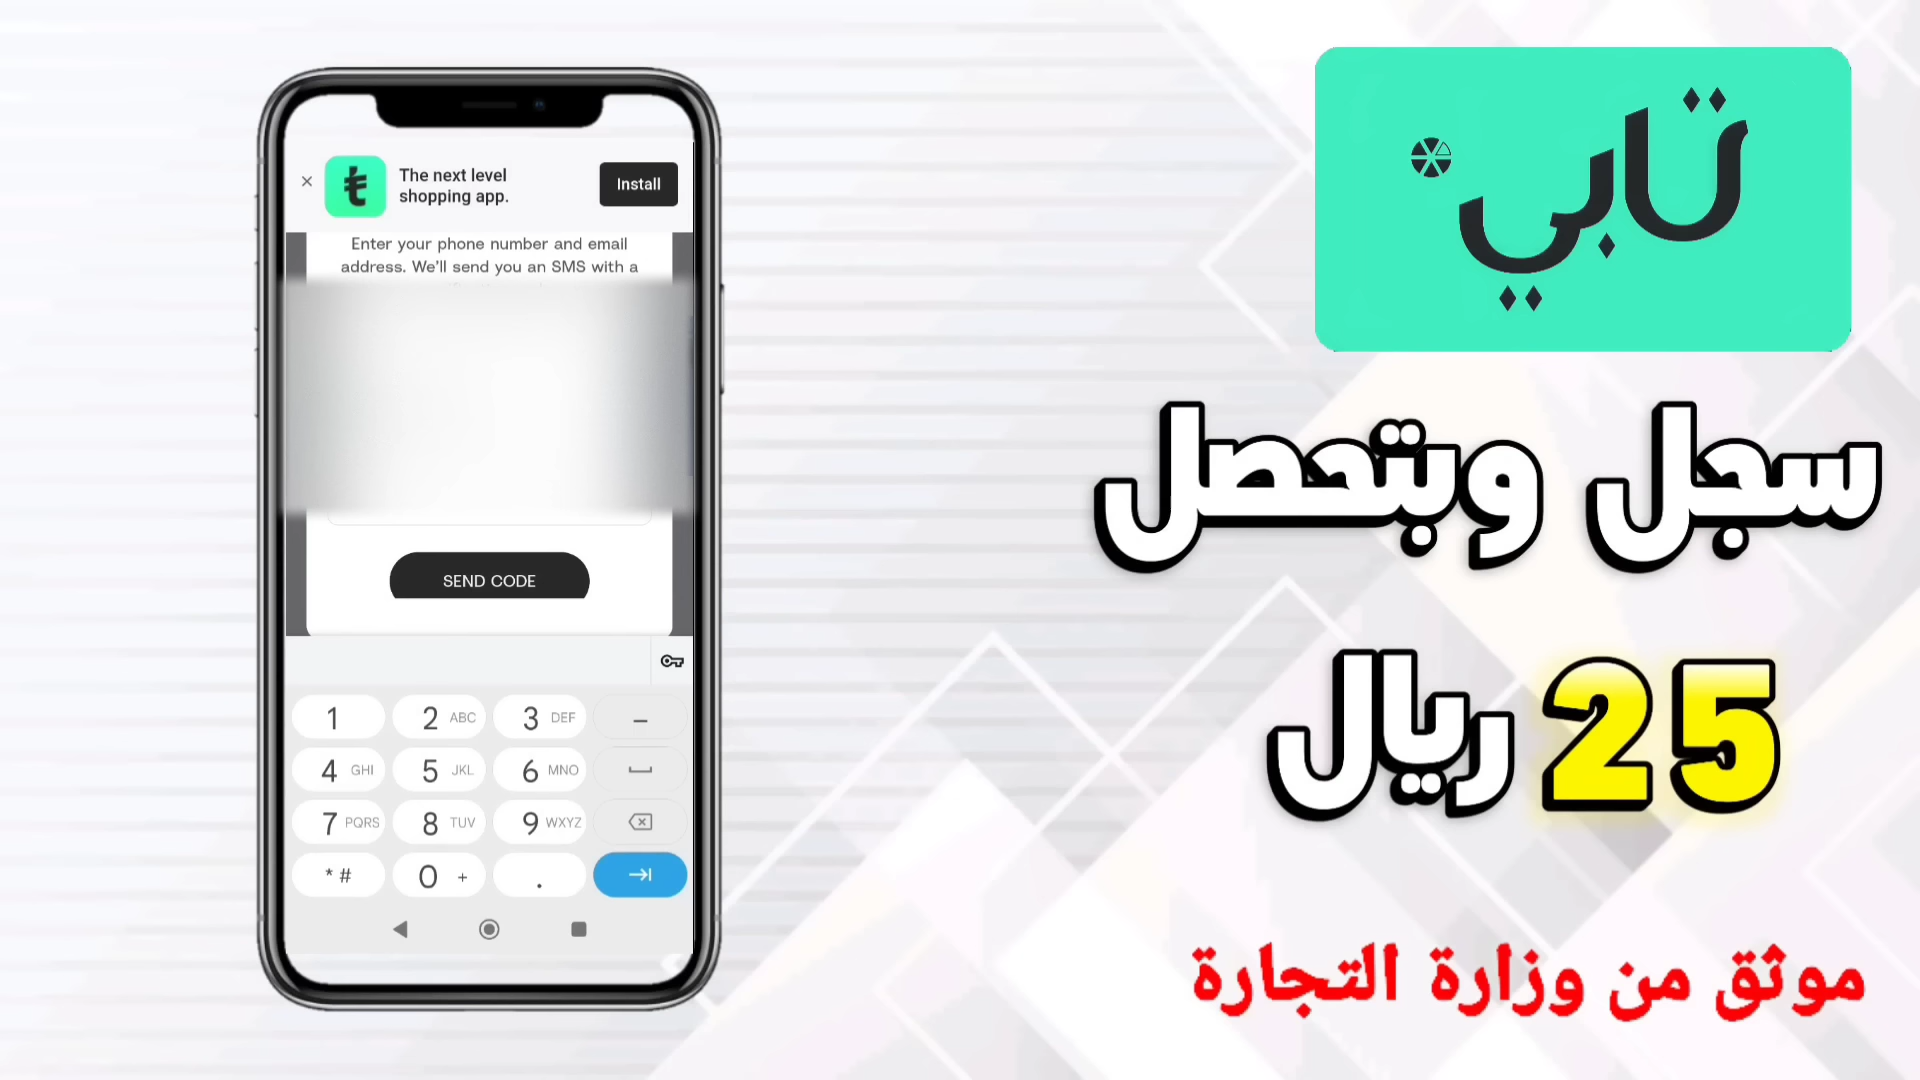 The next level
shopping app.
Install
Enter your phone number and email
address. We'll send you an SMS with a
SEND CODE
1
2 ABC
3 DEF
–
4 GHI
5 JKL
6 MNO
7 PQRS
8 TUV
9 WXYZ
* #
0 +
.
تابي
سجل وبتحصل
25 ريال
موثق من وزارة التجارة